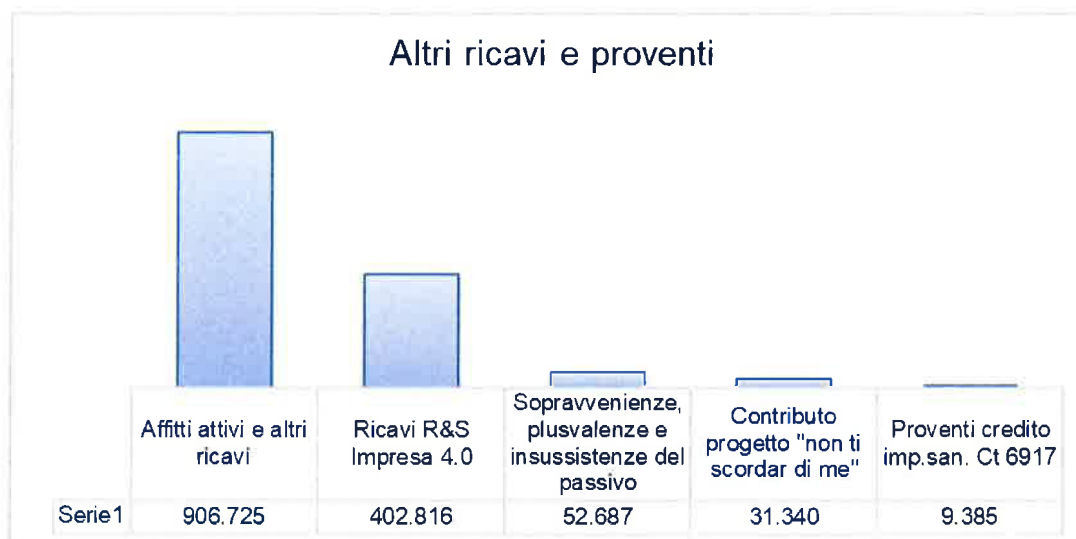 Altri ricavi e proventi
Affitti attivi e altri
ricavi
Ricavi R&S
Impresa 4.0
Sopravvenienze,
plusvalenze e
insussistenze del
passivo
Contributo
progetto "non ti
scordar di me"
Proventi credito
imp.san. Ct 6917
Serie1 906.725 402.816 52.687 31.340 9.385